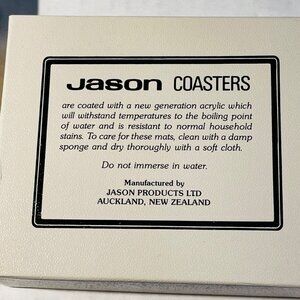 Jason COASTERS
are coated with a new generation acrylic which
will withstand temperatures to the boiling point
of water and is resistant to normal household
stains. To care for these mats, clean with a damp
sponge and dry thoroughly with a soft cloth.
Do not immerse in water.
Manufactured by
JASON PRODUCTS LTD
AUCKLAND, NEW ZEALAND